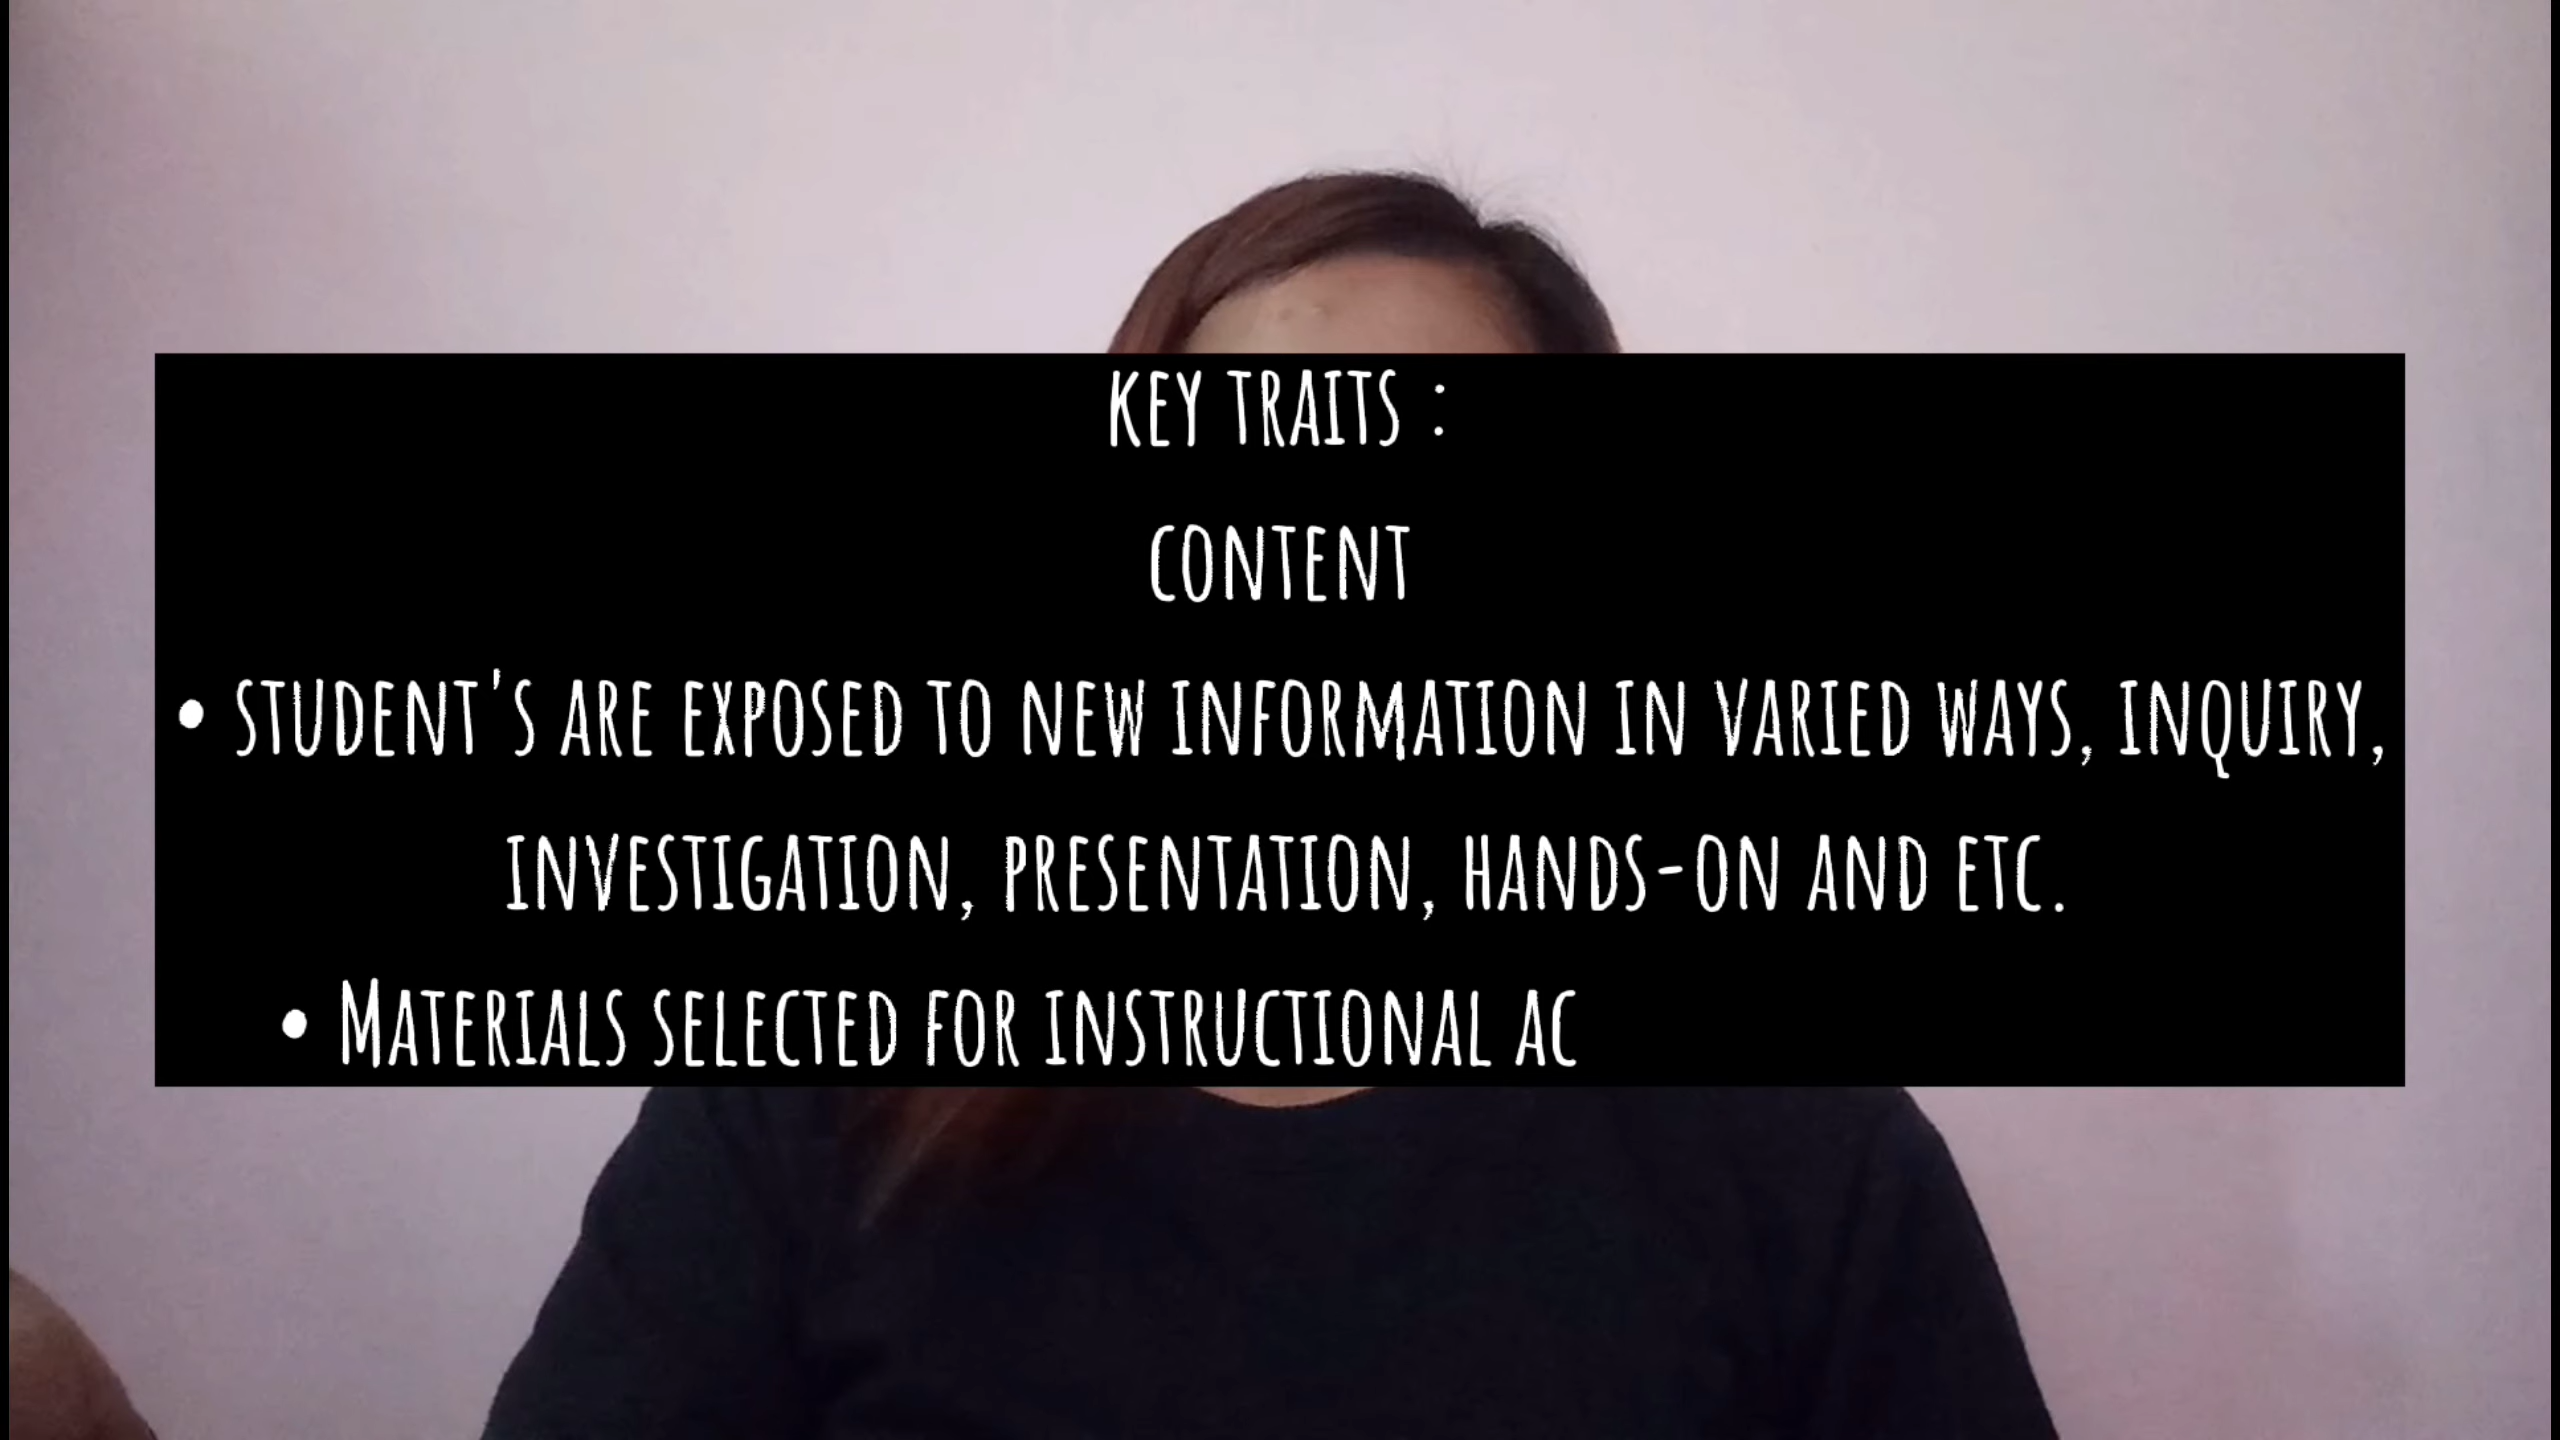 KEY TRAITS :
CONTENT
• STUDENT'S ARE EXPOSED TO NEW INFORMATION IN VARIED WAYS, INQUIRY,
INVESTIGATION, PRESENTATION, HANDS-ON AND ETC.
• MATERIALS SELECTED FOR INSTRUCTIONAL AC